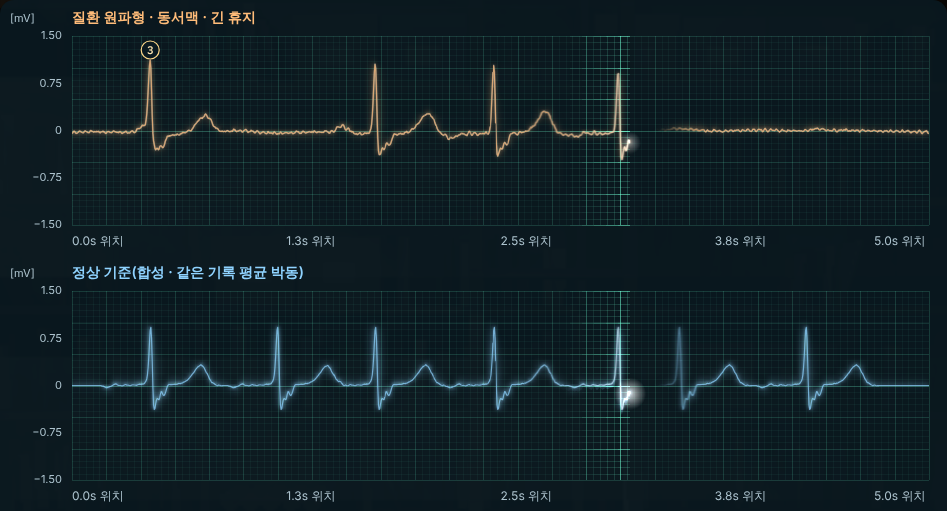 [mV] 질환 원파형 · 동서맥 · 긴 휴지
1.50
3
0.75
0
−0.75
−1.50
0.0s 위치 1.3s 위치 2.5s 위치 3.8s 위치 5.0s 위치
[mV] 정상 기준(합성 · 같은 기록 평균 박동)
1.50
0.75
0
−0.75
−1.50
0.0s 위치 1.3s 위치 2.5s 위치 3.8s 위치 5.0s 위치